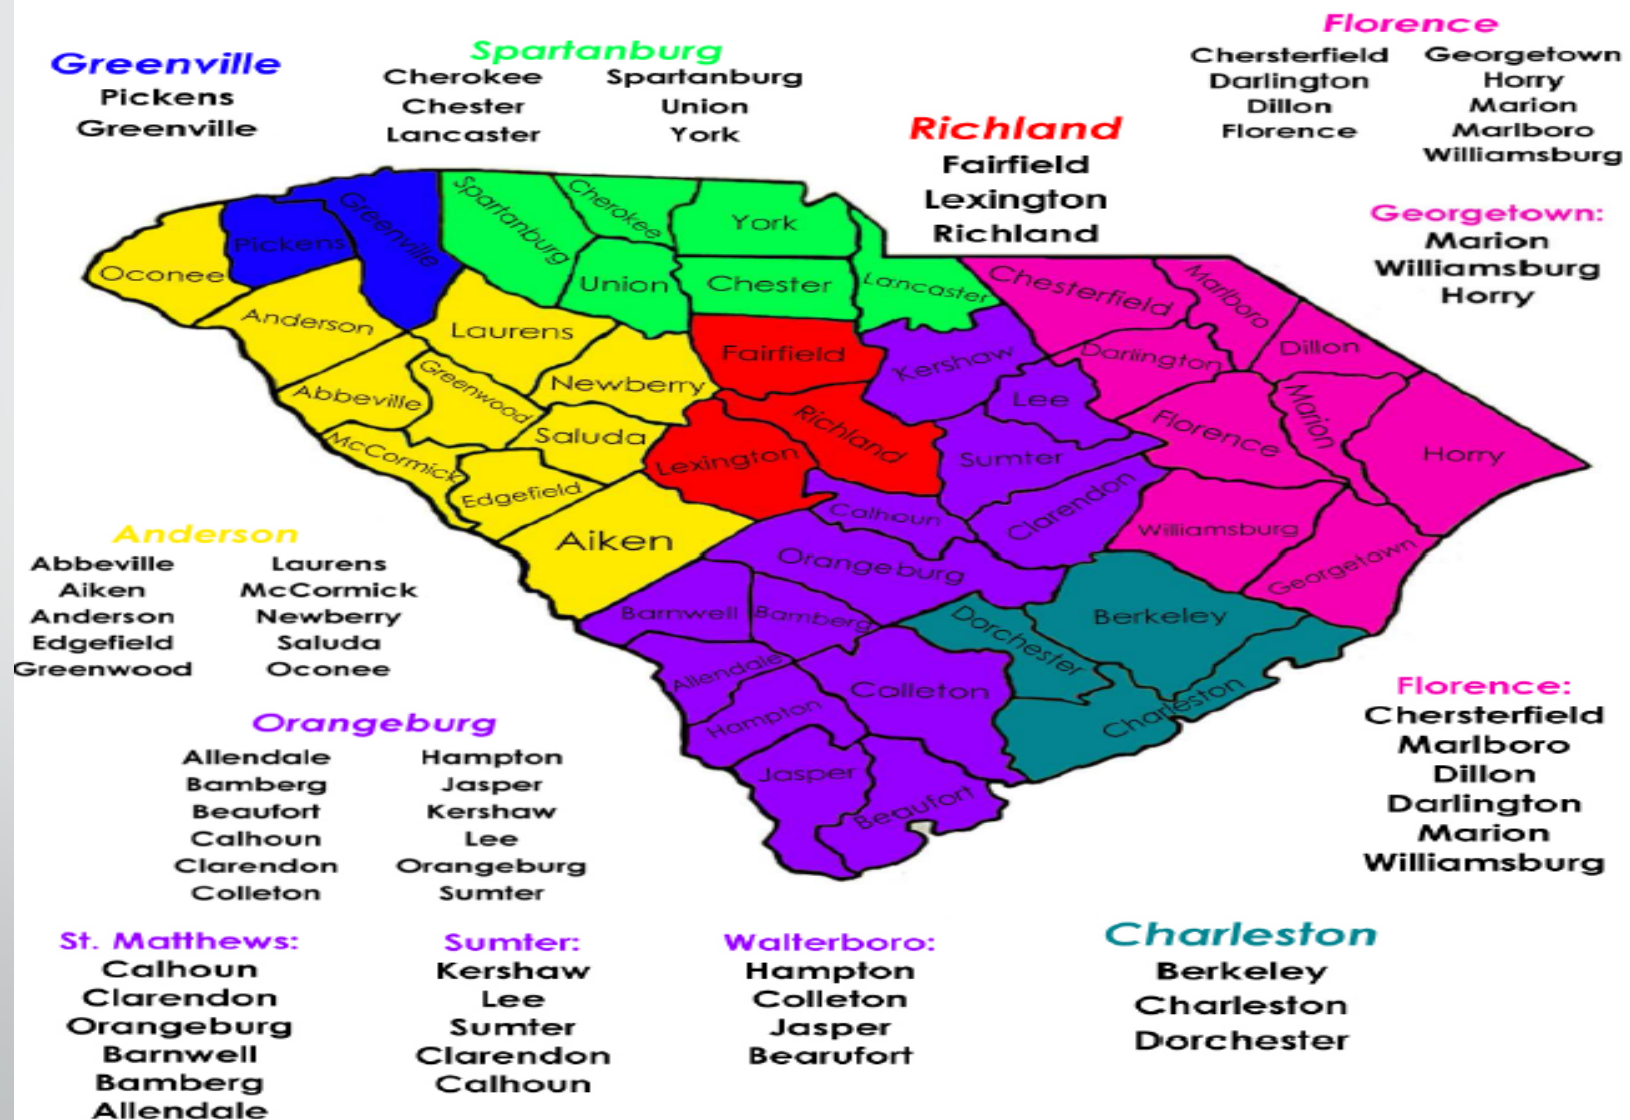 Greenville
Pickens
Greenville
Spartanburg
Cherokee Spartanburg
Chester Union
Lancaster York
Richland
Fairfield
Lexington
Richland
Florence
Chersterfield Georgetown
Darlington Horry
Dillon Marion
Florence Marlboro
Williamsburg
Georgetown:
Marion
Williamsburg
Horry
Oconee
Pickens
Greenville
Spartanburg
Cherokee
York
Union
Chester
Lancaster
Chesterfield
Marlboro
Anderson
Laurens
Fairfield
Kershaw
Darlington
Dillon
Abbeville
Greenwood
Newberry
Lee
Florence
Marion
Horry
McCormick
Saluda
Lexington
Richland
Sumter
Edgefield
Aiken
Calhoun
Clarendon
Williamsburg
Orangeburg
Georgetown
Barnwell
Bamberg
Dorchester
Berkeley
Allendale
Colleton
Charleston
Hampton
Jasper
Beaufort
Anderson
Abbeville Laurens
Aiken McCormick
Anderson Newberry
Edgefield Saluda
Greenwood Oconee
Orangeburg
Allendale Hampton
Bamberg Jasper
Beaufort Kershaw
Calhoun Lee
Clarendon Orangeburg
Colleton Sumter
Florence:
Chersterfield
Marlboro
Dillon
Darlington
Marion
Williamsburg
St. Matthews:
Calhoun
Clarendon
Orangeburg
Barnwell
Bamberg
Allendale
Sumter:
Kershaw
Lee
Sumter
Clarendon
Calhoun
Walterboro:
Hampton
Colleton
Jasper
Bearufort
Charleston
Berkeley
Charleston
Dorchester